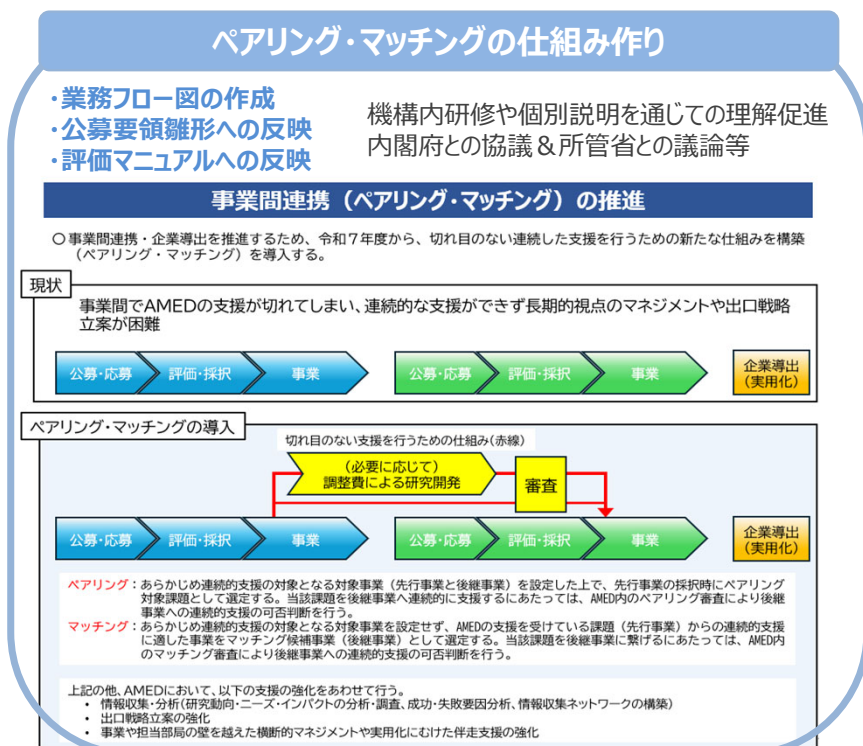 ペアリング・マッチングの仕組み作り
・業務フロー図の作成
・公募要領雛形への反映
・評価マニュアルへの反映
機構内研修や個別説明を通じての理解促進
内閣府との協議&所管省との議論等
事業間連携（ペアリング・マッチング）の推進
○事業間連携・企業導出を推進するため、令和７年度から、切れ目のない連続した支援を行うための新たな仕組みを構築
（ペアリング・マッチング）を導入する。
現状
事業間でAMEDの支援が切れてしまい、連続的な支援ができず長期的視点のマネジメントや出口戦略
立案が困難
公募・応募 評価・採択 事業 公募・応募 評価・採択 事業 企業導出
（実用化）
ペアリング・マッチングの導入
切れ目のない支援を行うための仕組み（赤線）
（必要に応じて）
調整費による研究開発
審査
公募・応募 評価・採択 事業 公募・応募 評価・採択 事業 企業導出
（実用化）
ペアリング：あらかじめ連続的支援の対象となる対象事業（先行事業と後継事業）を設定した上で、先行事業の採択時にペアリング
対象課題として選定する。当該課題を後継事業へ連続的に支援するにあたっては、AMED内のペアリング審査により後継
事業への連続的支援の可否判断を行う。
マッチング：あらかじめ連続的支援の対象となる対象事業を設定せず、AMEDの支援を受けている課題（先行事業）からの連続的支援
に適した事業をマッチング候補事業（後継事業）として選定する。当該課題を後継事業に繋げるにあたっては、AMED内
のマッチング審査により後継事業への連続的支援の可否判断を行う。
上記の他、AMEDにおいて、以下の支援の強化をあわせて行う。
• 情報収集・分析（研究動向・ニーズ・インパクトの分析・調査、成功・失敗要因分析、情報収集ネットワークの構築）
• 出口戦略立案の強化
• 事業や担当部局の壁を越えた横断的マネジメントや実用化にむけた伴走支援の強化